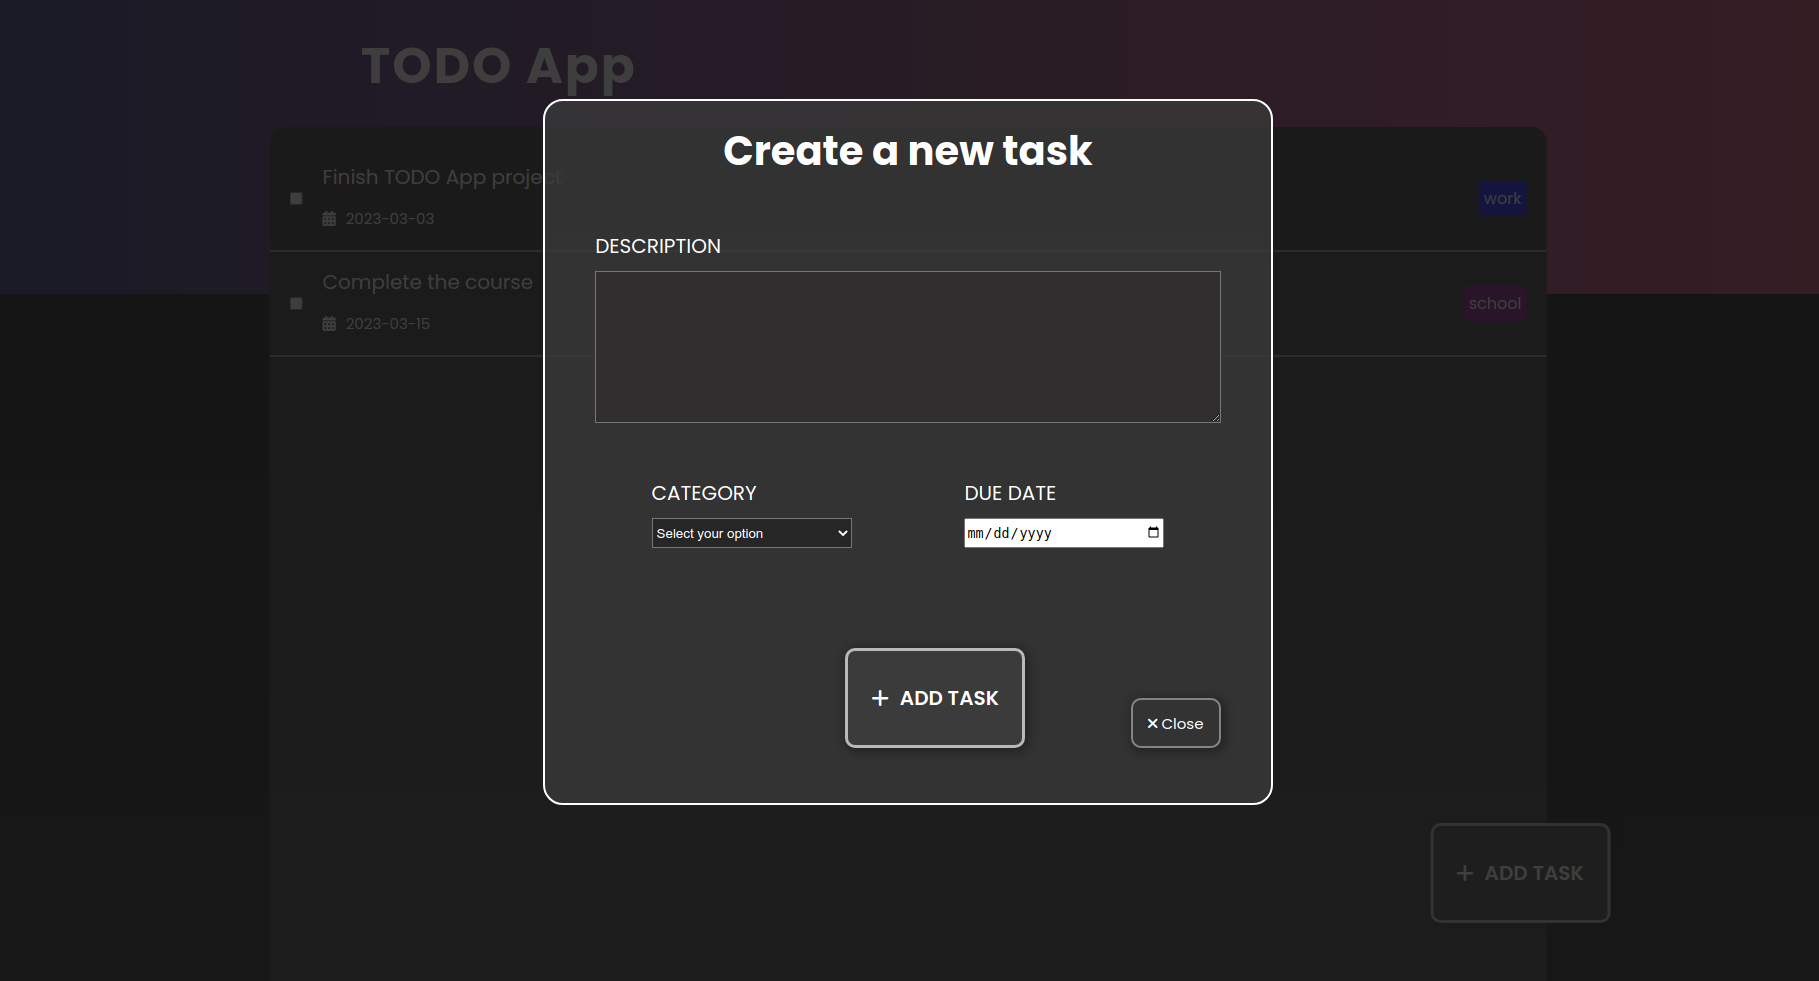 TODO App
Create a new task
Finish TODO App project
2023-03-03
work
Complete the course
2023-03-15
school
DESCRIPTION
CATEGORY
DUE DATE
Select your option
mm/dd/yyyy
ADD TASK
Close
ADD TASK